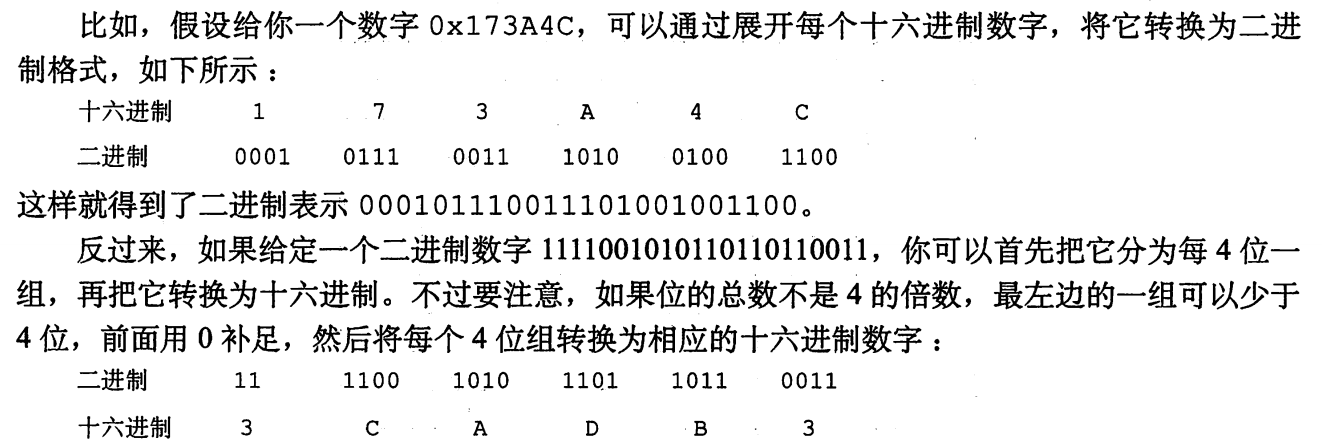 比如，假设给你一个数字 0x173A4C，可以通过展开每个十六进制数字，将它转换为二进
制格式，如下所示：
十六进制 1 7 3 A 4 C
二进制 0001 0111 0011 1010 0100 1100
这样就得到了二进制表示 000101110011101001001100。
反过来，如果给定一个二进制数字 1111001010110110110011，你可以首先把它分为每 4 位一
组，再把它转换为十六进制。不过要注意，如果位的总数不是 4 的倍数，最左边的一组可以少于
4 位，前面用 0 补足，然后将每个 4 位组转换为相应的十六进制数字：
二进制 11 1100 1010 1101 1011 0011
十六进制 3 C A D B 3